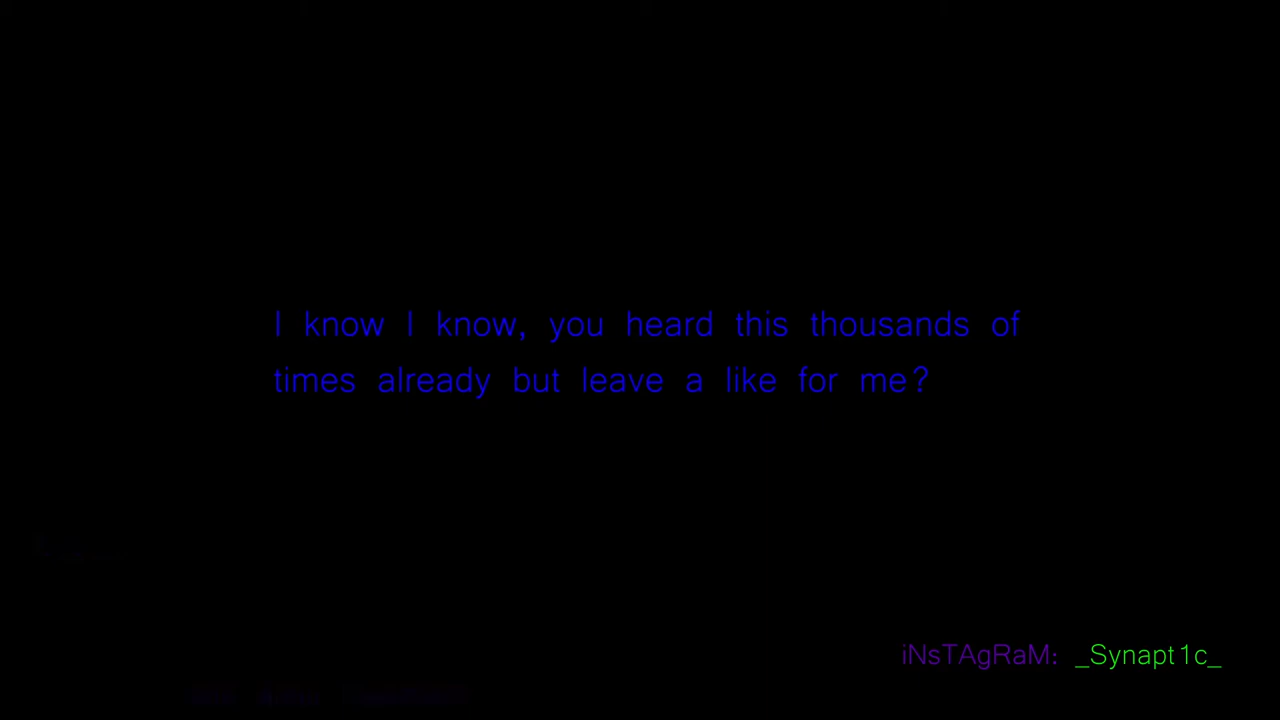 I know I know, you heard this thousands of
times already but leave a like for me?
iNsTAgRaM: _Synapt1c_